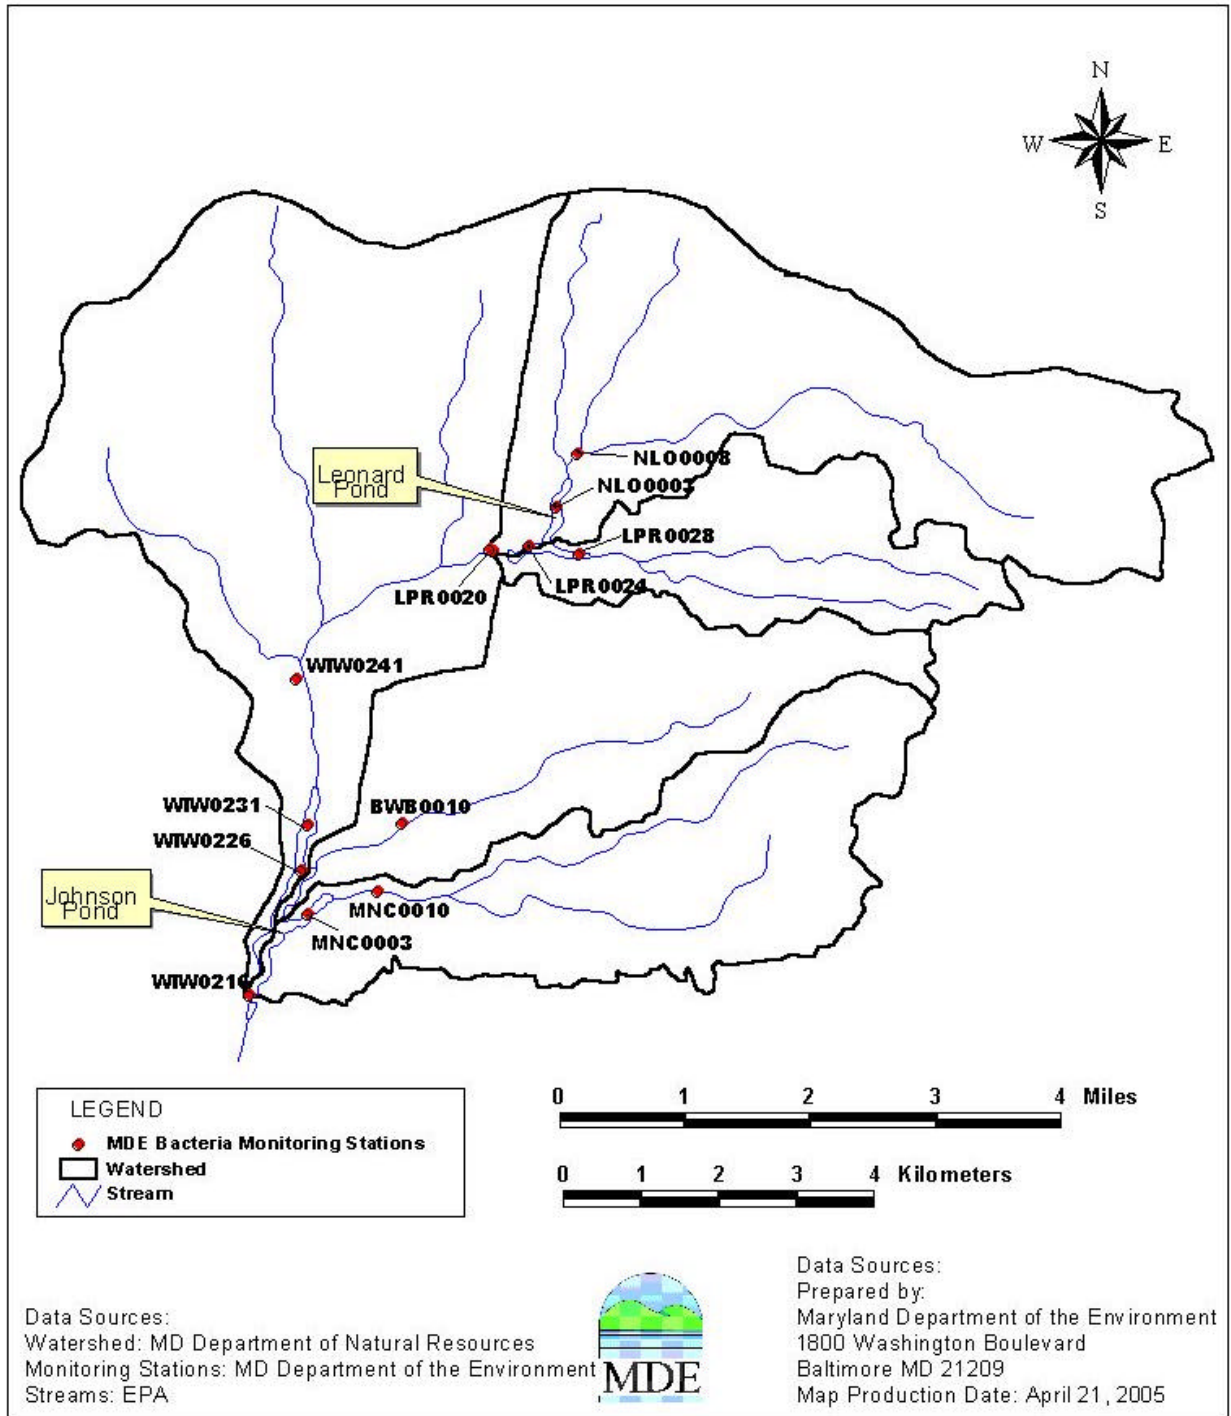 N
W E
S
NLO0008
Leonard
Pond
NLO0003
LPR0028
LPR0020
LPR0024
WIW0241
WIW0231
BWB0010
WIW0226
Johnson
Pond
MNC0010
MNC0003
WIW0216
LEGEND
MDE Bacteria Monitoring Stations
Watershed
Stream
0 1 2 3 4 Miles
0 1 2 3 4 Kilometers
Data Sources:
Watershed: MD Department of Natural Resources
Monitoring Stations: MD Department of the Environment
Streams: EPA
MDE
Data Sources:
Prepared by:
Maryland Department of the Environment
1800 Washington Boulevard
Baltimore MD 21209
Map Production Date: April 21, 2005